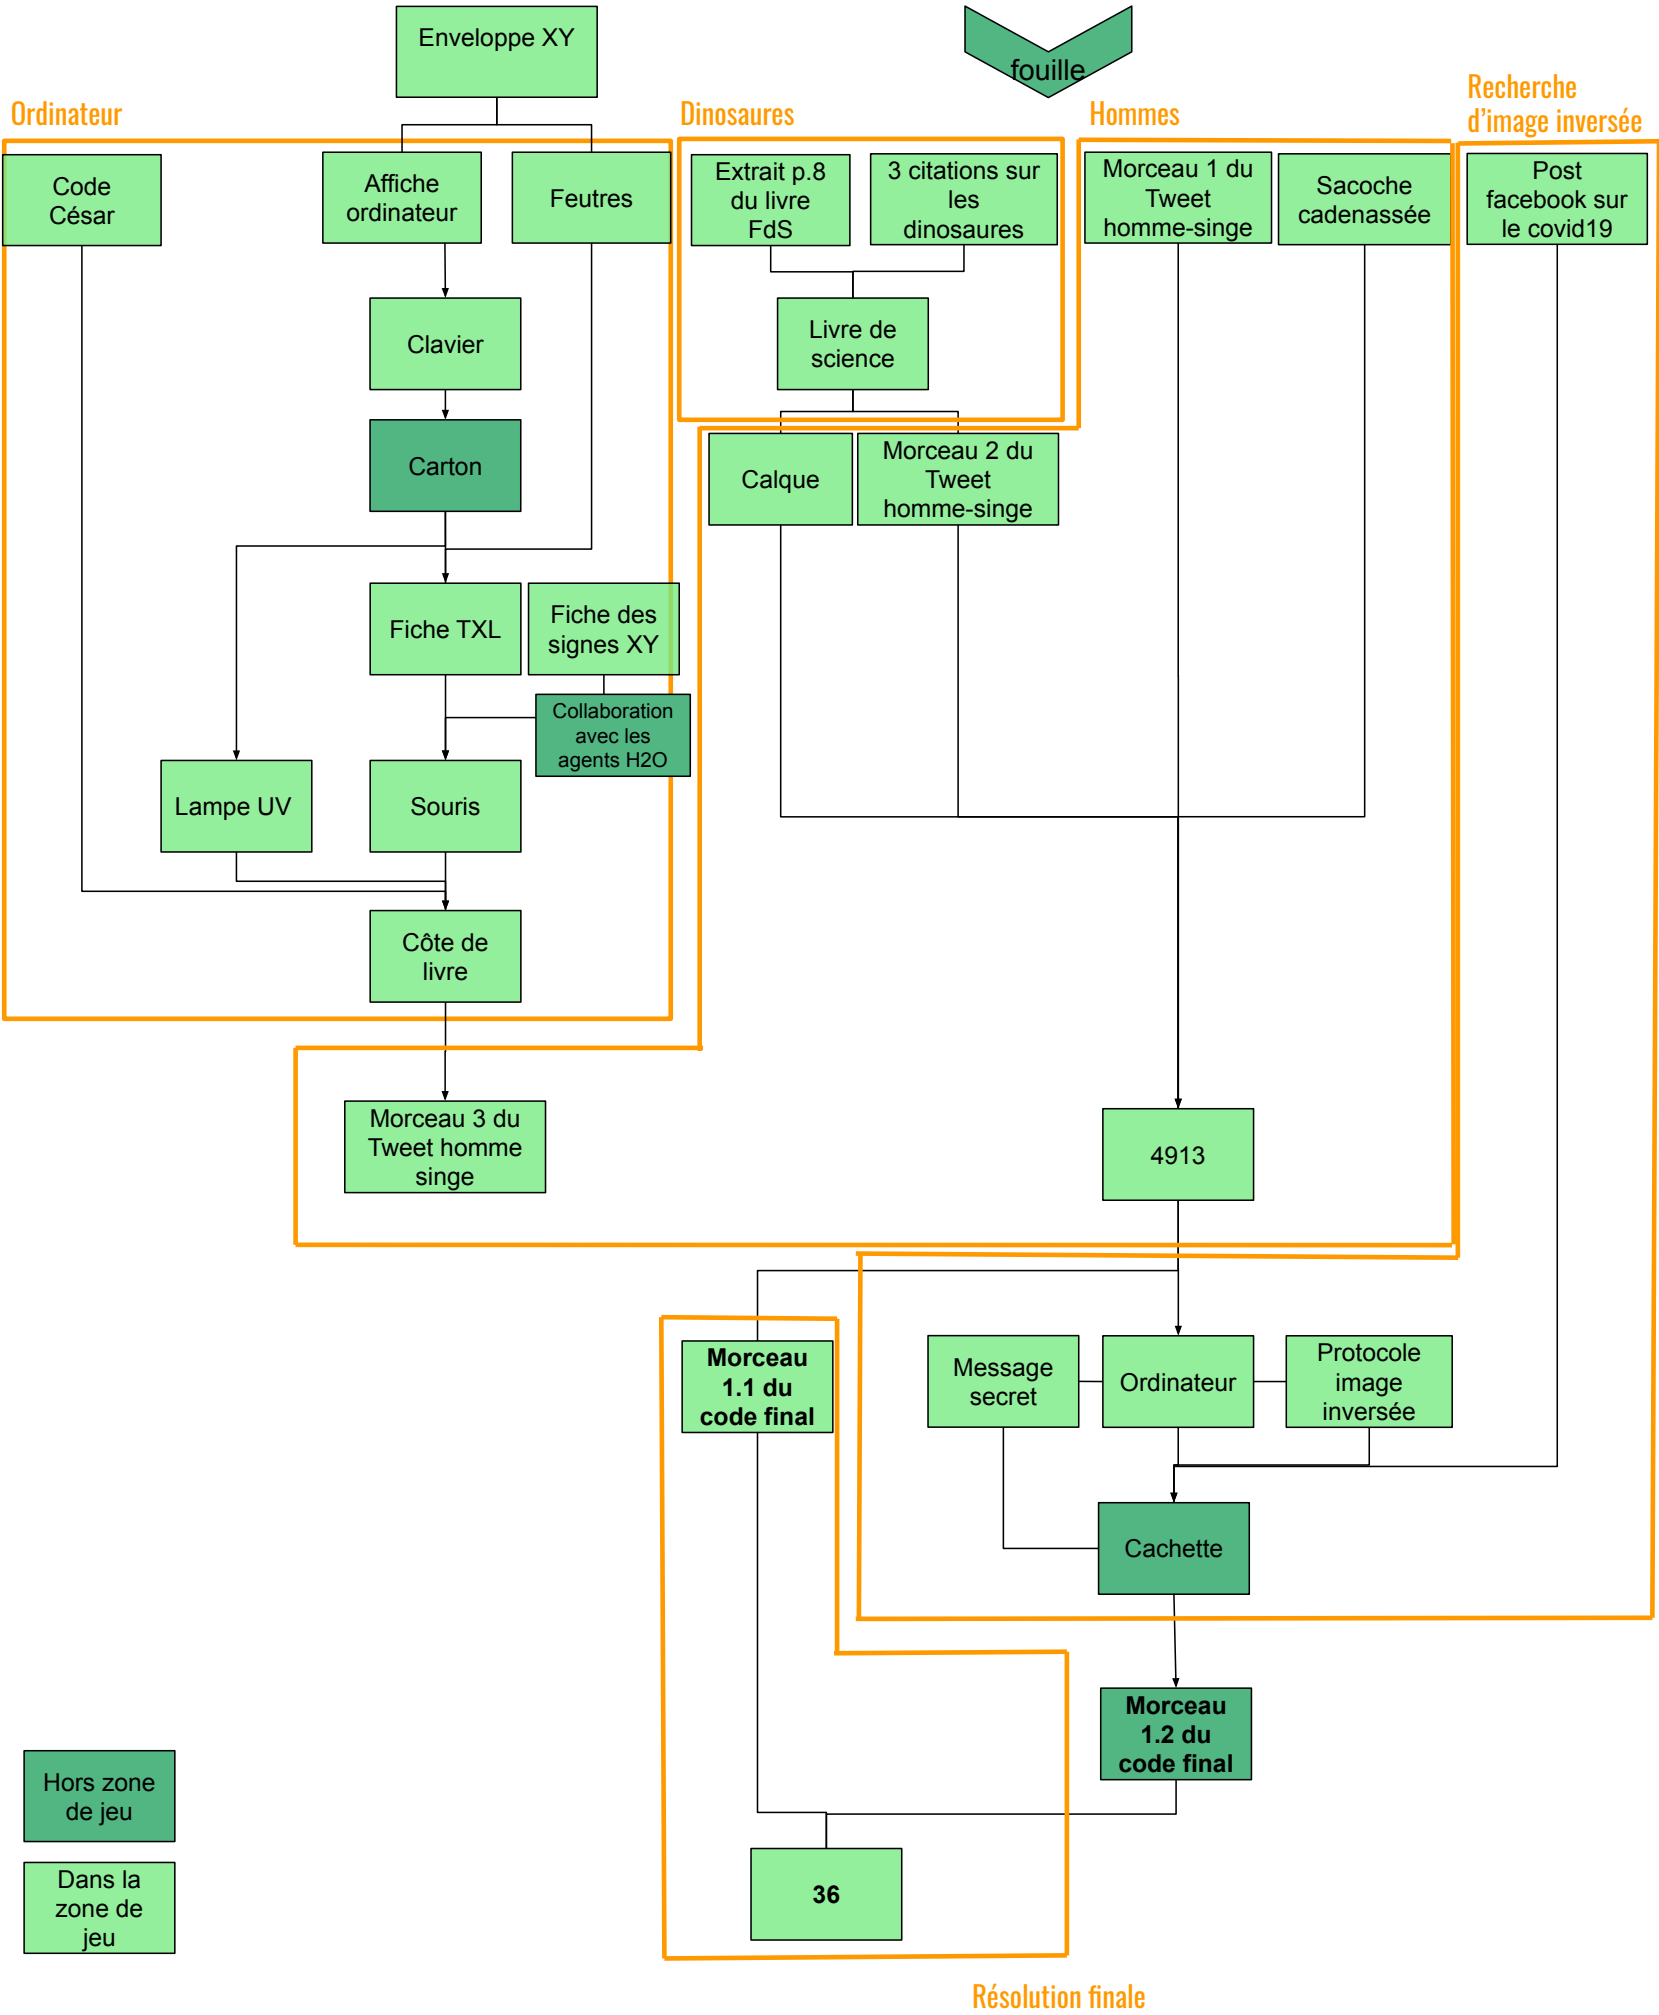 Enveloppe XY
fouille
Ordinateur
Dinosaures
Hommes
Recherche
d'image inversée
Code
César
Affiche
ordinateur
Feutres
Extrait p.8
du livre
FdS
3 citations sur
les
dinosaures
Morceau 1 du
Tweet
homme-singe
Sacoche
cadenassée
Post
facebook sur
le covid19
Clavier
Livre de
science
Carton
Calque
Morceau 2 du
Tweet
homme-singe
Fiche TXL
Fiche des
signes XY
Collaboration
avec les
agents H2O
Lampe UV
Souris
Côte de
livre
Morceau 3 du
Tweet homme
singe
4913
Morceau
1.1 du
code final
Message
secret
Ordinateur
Protocole
image
inversée
Cachette
Morceau
1.2 du
code final
Hors zone
de jeu
Dans la
zone de
jeu
36
Résolution finale